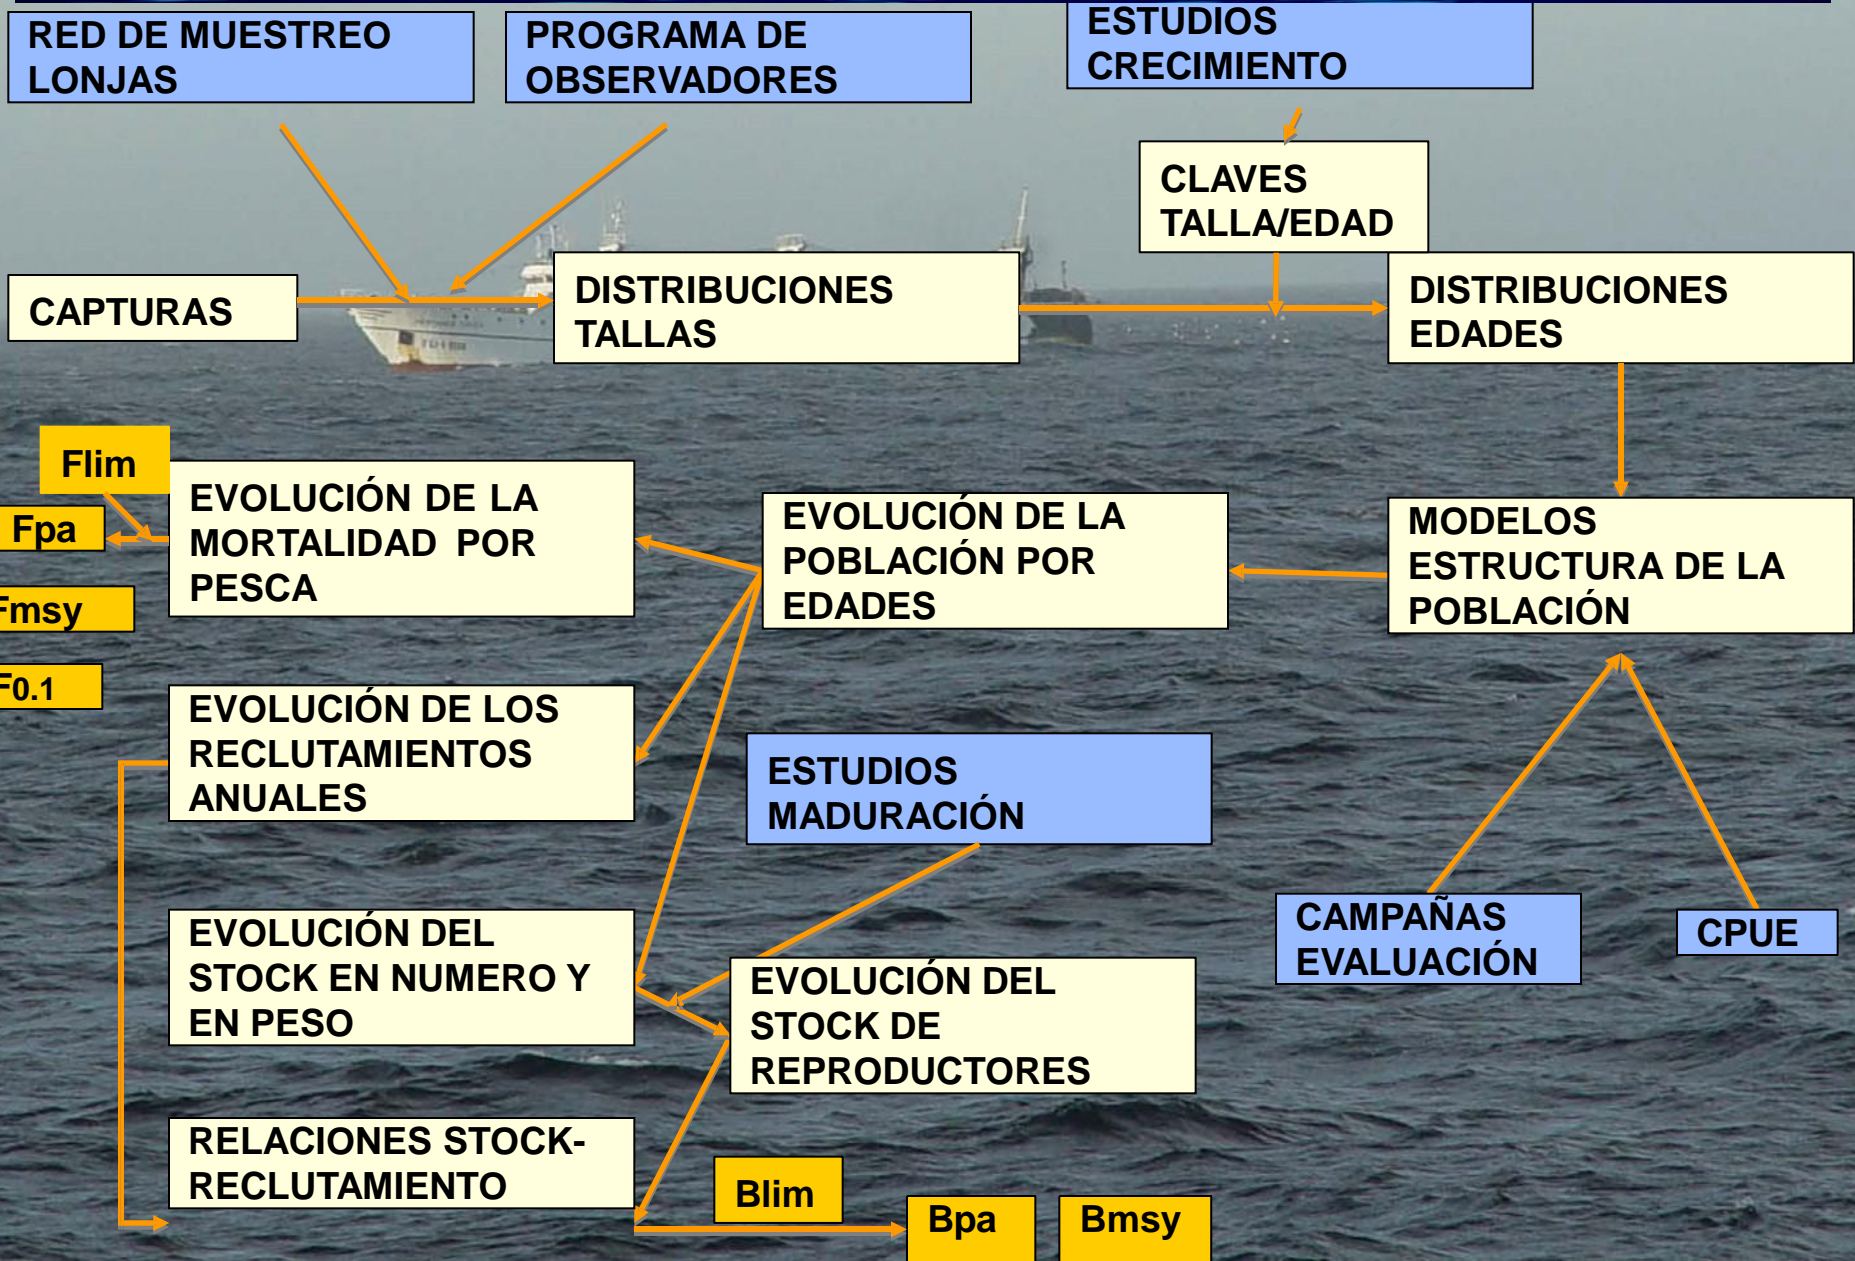 RED DE MUESTREO
LONJAS
PROGRAMA DE
OBSERVADORES
ESTUDIOS
CRECIMIENTO
CLAVES
TALLA/EDAD
CAPTURAS
DISTRIBUCIONES
TALLAS
DISTRIBUCIONES
EDADES
Flim
Fpa
Fmsy
F0.1
EVOLUCIÓN DE LA
MORTALIDAD POR
PESCA
EVOLUCIÓN DE LA
POBLACIÓN POR
EDADES
MODELOS
ESTRUCTURA DE LA
POBLACIÓN
EVOLUCIÓN DE LOS
RECLUTAMIENTOS
ANUALES
ESTUDIOS
MADURACIÓN
CAMPAÑAS
EVALUACIÓN
CPUE
EVOLUCIÓN DEL
STOCK EN NUMERO Y
EN PESO
EVOLUCIÓN DEL
STOCK DE
REPRODUCTORES
RELACIONES STOCK-
RECLUTAMIENTO
Blim
Bpa
Bmsy